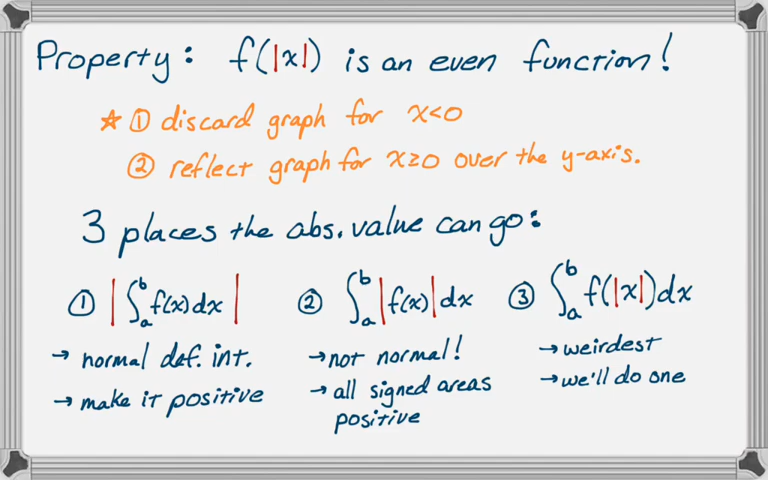 Property: f(|x|) is an even function!
☆ ① discard graph for x<0
② reflect graph for x≥0 over the y-axis.
3 places the abs. value can go:
① |∫_a^b f(x)dx|
→ normal def. int.
→ make it positive
② ∫_a^b |f(x)|dx
→ not normal!
→ all signed areas
positive
③ ∫_a^b f(|x|)dx
→ weirdest
→ we'll do one